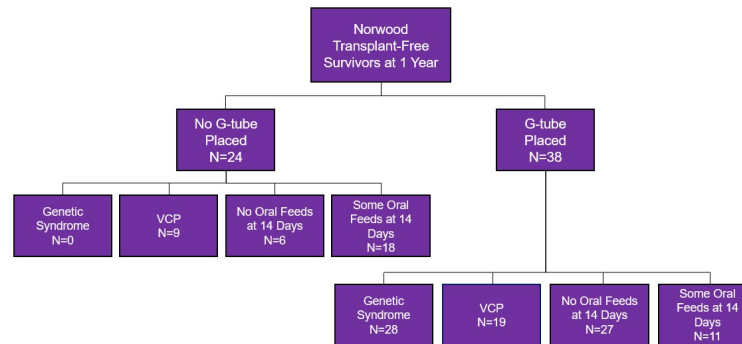 Norwood
Transplant-Free
Survivors at 1 Year
No G-tube
Placed
N=24
G-tube
Placed
N=38
Genetic
Syndrome
N=0
VCP
N=9
No Oral Feeds
at 14 Days
N=6
Some Oral
Feeds at 14
Days
N=18
Genetic
Syndrome
N=28
VCP
N=19
No Oral Feeds
at 14 Days
N=27
Some Oral
Feeds at 14
Days
N=11